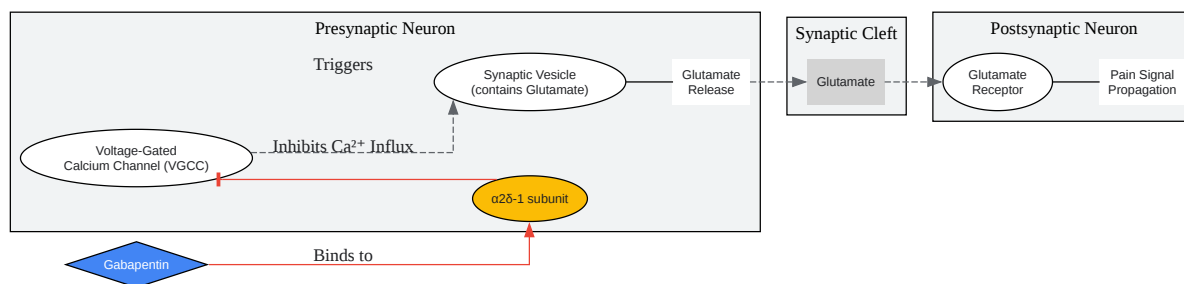 Presynaptic Neuron
Triggers
Synaptic Vesicle
(contains Glutamate)
Glutamate
Release
Voltage-Gated
Calcium Channel (VGCC)
Inhibits Ca²⁺ Influx
α2δ-1 subunit
Gabapentin
Binds to
Synaptic Cleft
Glutamate
Postsynaptic Neuron
Glutamate
Receptor
Pain Signal
Propagation